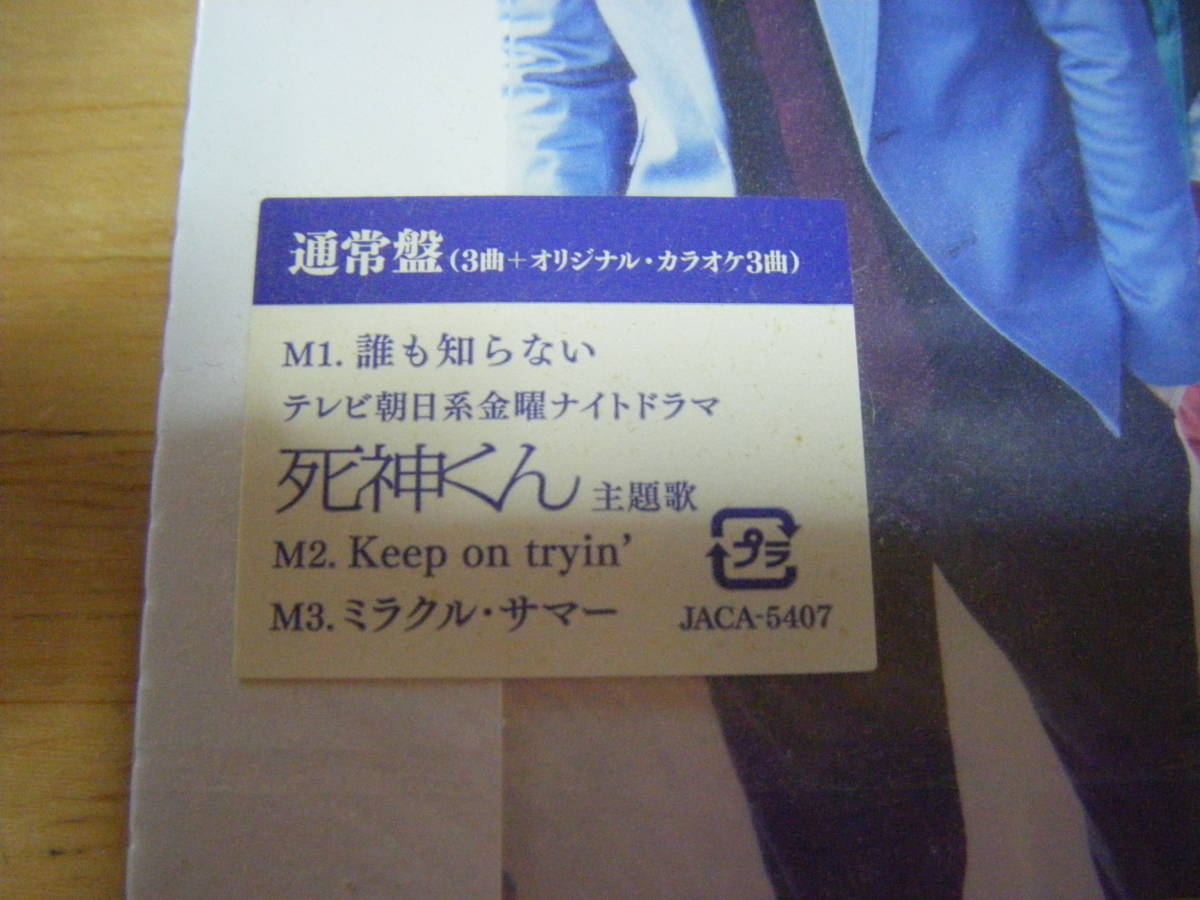 通常盤(3曲+オリジナル・カラオケ3曲)
M1. 誰も知らない
テレビ朝日系金曜ナイトドラマ
死神くん 主題歌
M2. Keep on tryin’
プラ
M3. ミラクル・サマー
JACA-5407